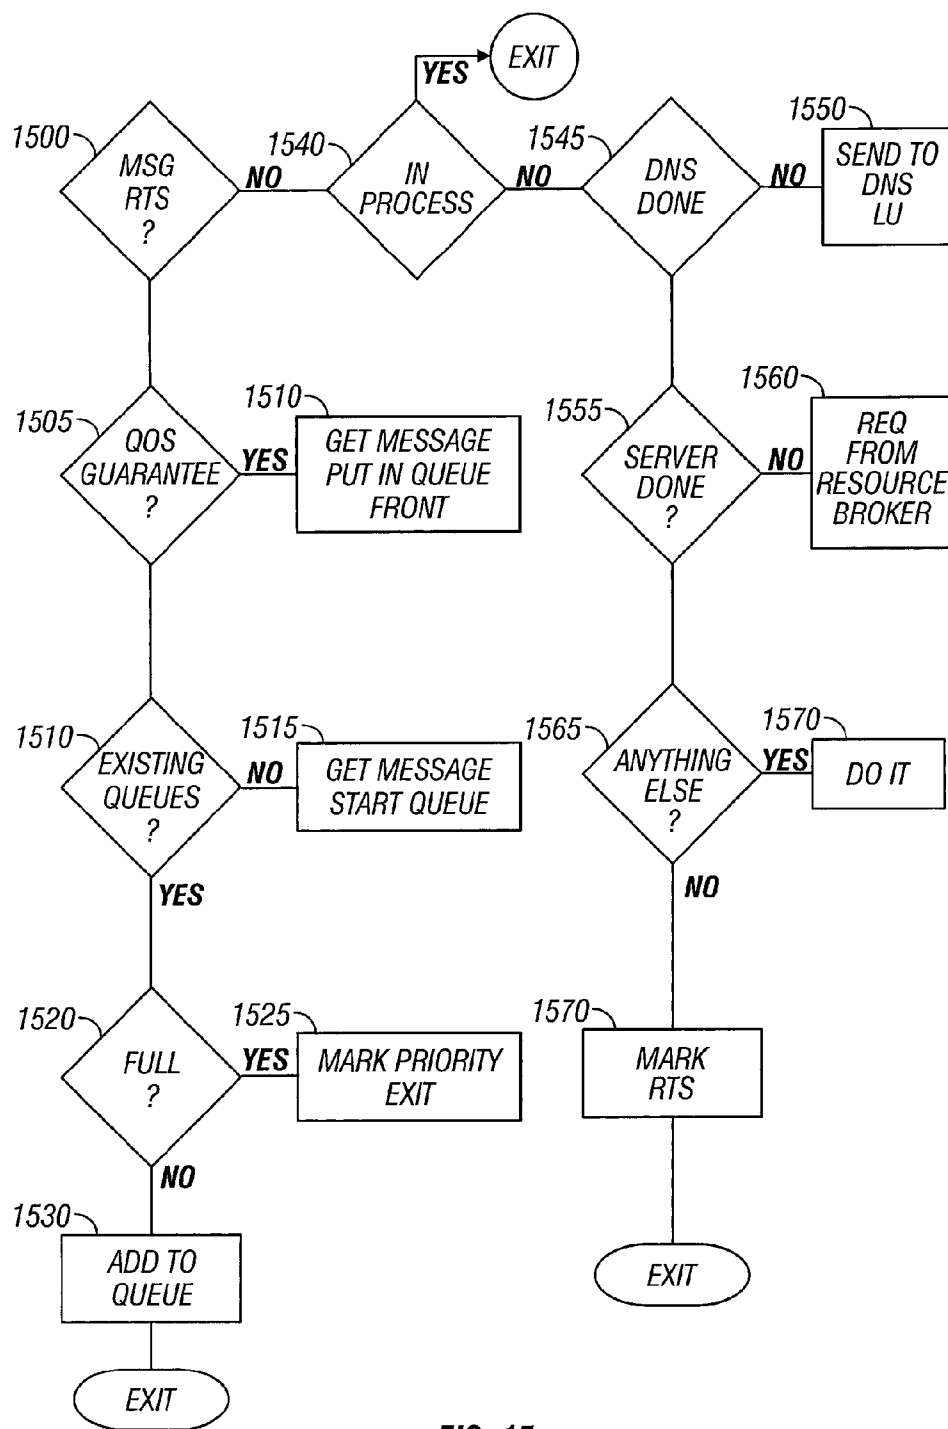 EXIT
YES
1500
MSG
RTS
?
NO
1540
IN
PROCESS
NO
1545
DNS
DONE
NO
1550
SEND TO
DNS
LU
1505
QOS
GUARANTEE
?
YES
1510
GET MESSAGE
PUT IN QUEUE
FRONT
1555
SERVER
DONE
?
NO
1560
REQ
FROM
RESOURCE
BROKER
1510
EXISTING
QUEUES
?
NO
1515
GET MESSAGE
START QUEUE
YES
1565
ANYTHING
ELSE
?
YES
1570
DO IT
NO
1520
FULL
?
YES
1525
MARK PRIORITY
EXIT
NO
1570
MARK
RTS
EXIT
1530
ADD TO
QUEUE
EXIT